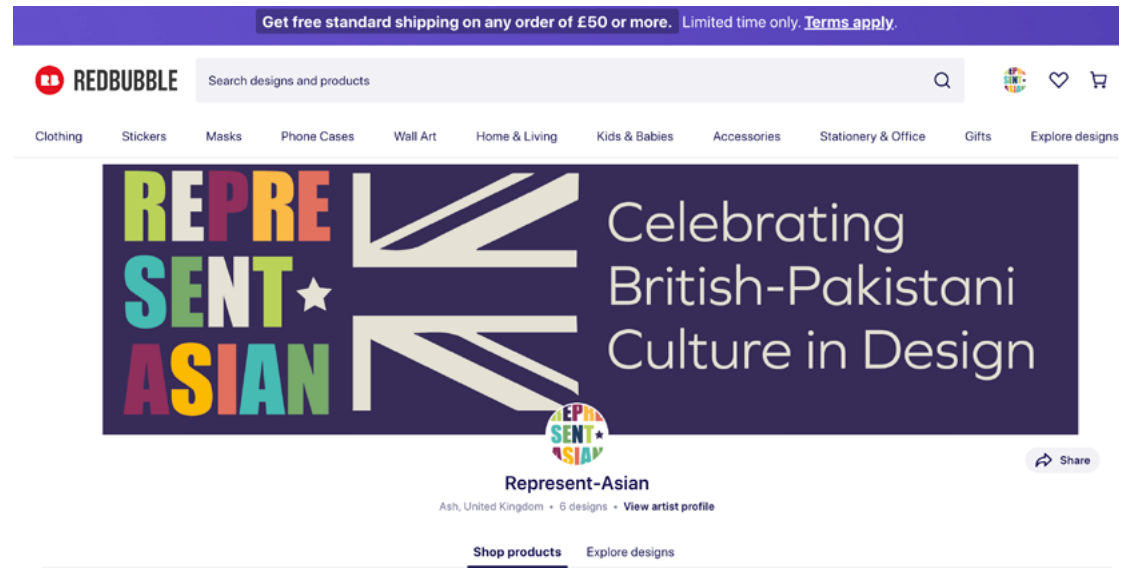 Get free standard shipping on any order of £50 or more. Limited time only. Terms apply.
RB REDBUBBLE Search designs and products
Clothing Stickers Masks Phone Cases Wall Art Home & Living Kids & Babies Accessories Stationery & Office Gifts Explore designs
REPRE
SENT
ASIAN
Celebrating
British-Pakistani
Culture in Design
REPRE
SENT
ASIAN
Share
Represent-Asian
Ash, United Kingdom • 6 designs • View artist profile
Shop products Explore designs